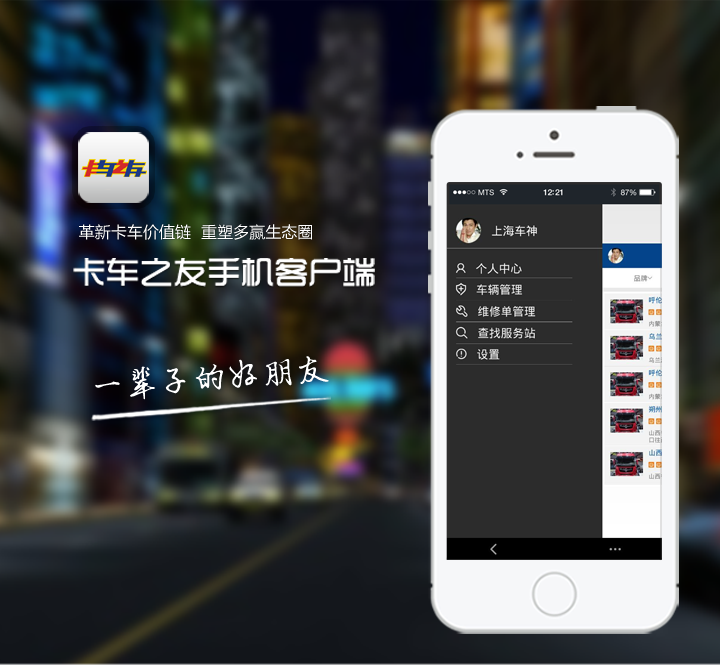 卡车之友
革新卡车价值链 重塑多赢生态圈
卡车之友手机客户端
一辈子的好朋友
MTS 12:21 87%
上海车神
个人中心
车辆管理
维修单管理
查找服务站
设置
品牌
呼伦
内蒙
乌兰
乌兰
呼伦
内蒙
朔州
山西
口往
山西
山西